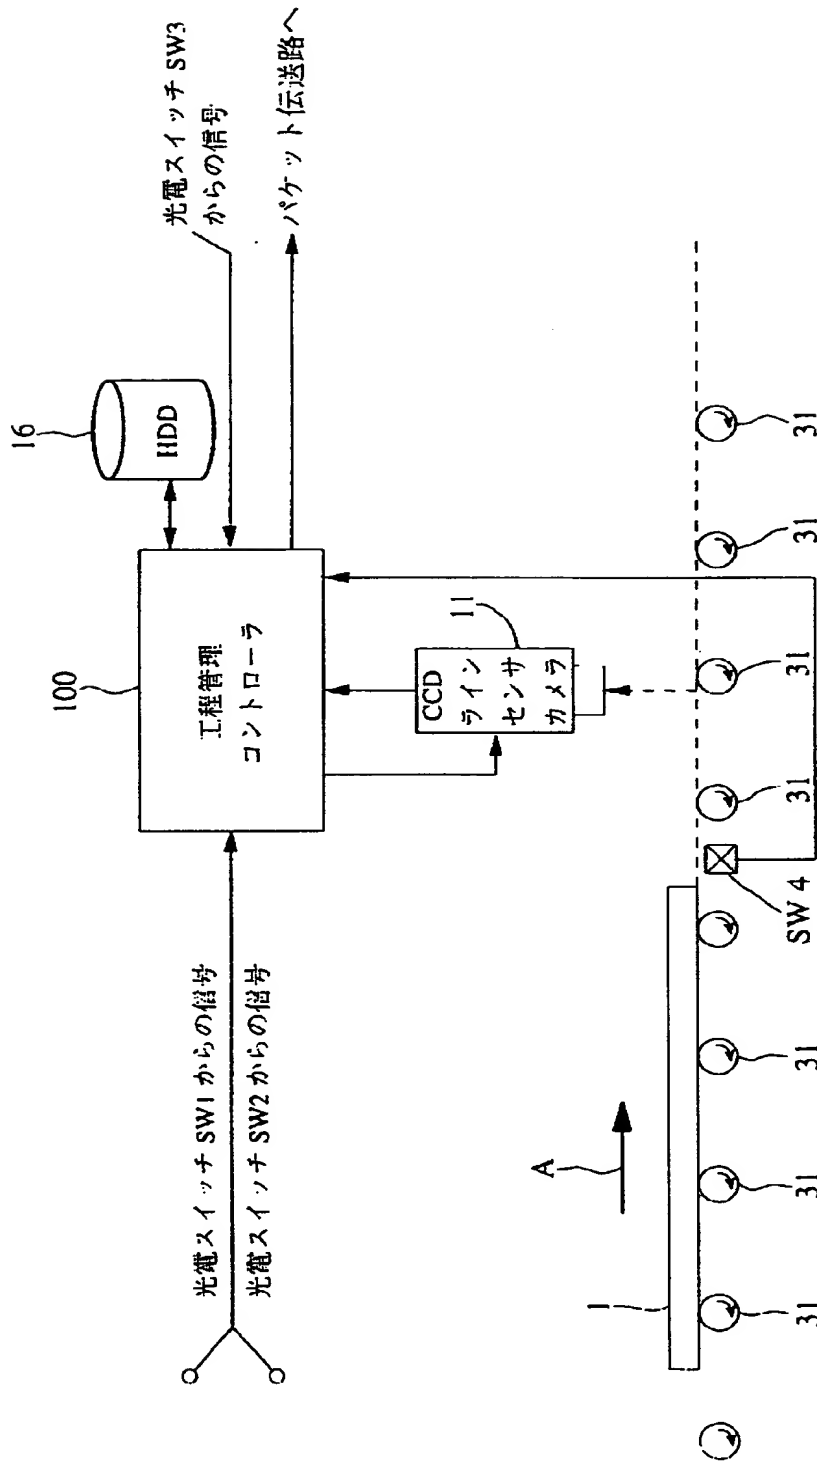 光電スイッチ SW1 からの信号
光電スイッチ SW2 からの信号
100
工程管理
コントローラ
16
HDD
光電スイッチ SW3
からの信号
パケット伝送路へ
11
CCD
ライン
センサ
カメラ
A
1
31
31
31
SW 4
31
31
31
31